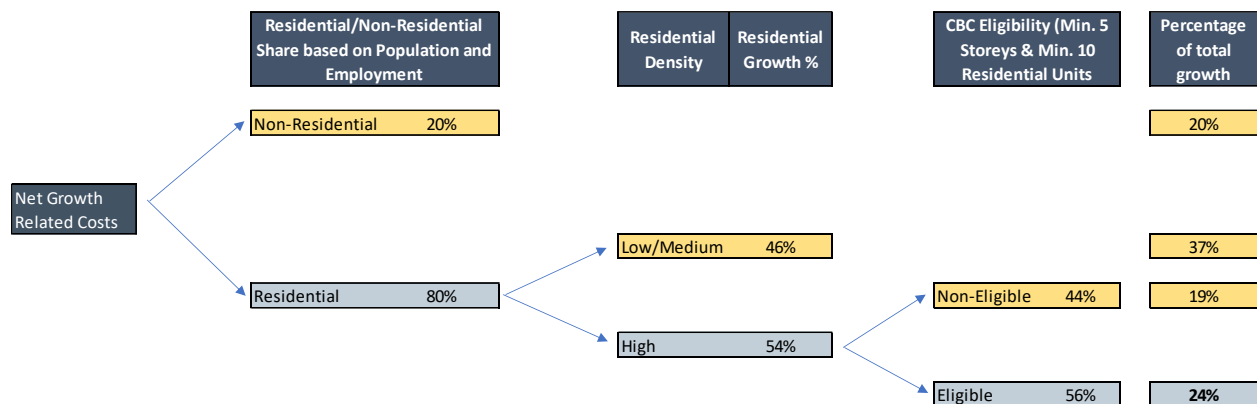 Residential/Non-Residential
Share based on Population and
Employment
Residential
Density
Residential
Growth %
CBC Eligibility (Min. 5
Storeys & Min. 10
Residential Units
Percentage
of total
growth
Non-Residential 20%
20%
Net Growth
Related Costs
Low/Medium 46%
37%
Residential 80%
Non-Eligible 44%
19%
High 54%
Eligible 56%
24%